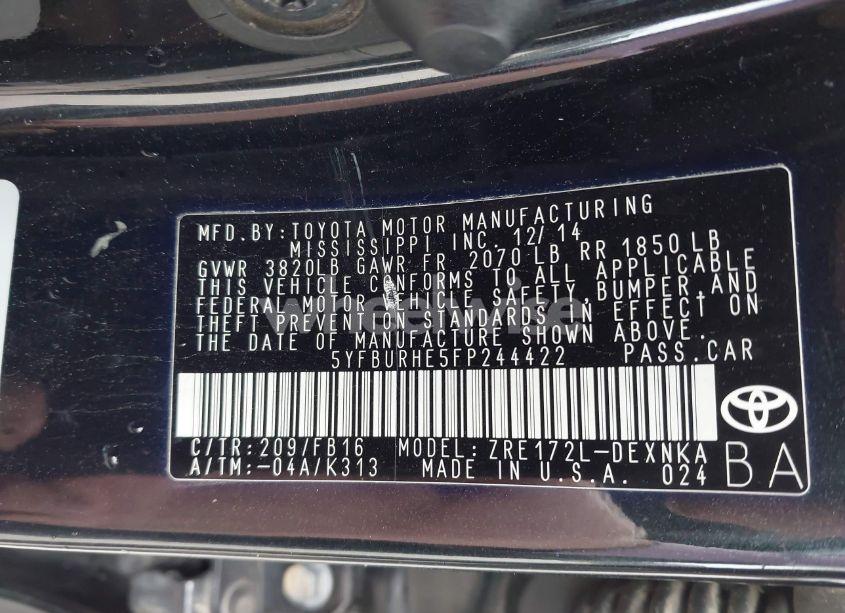 MFD.BY:TOYOTA MOTOR MANUFACTURING
MISSISSIPPI INC. 12/14
GVWR 3820LB GAWR FR 2070 LB RR 1850 LB
THIS VEHICLE CONFORMS TO ALL APPLICABLE
FEDERAL MOTOR VEHICLE SAFETY, BUMPER, AND
THEFT PREVENTION STANDARDS IN EFFECT ON
THE DATE OF MANUFACTURE SHOWN ABOVE.
5YFBURHE5FP244422 PASS.CAR
C/TR:209/FB16 MODEL:ZRE172L-DEXNKA
A/TM:-04A/K313 MADE IN U.S.A. 024
BA
wheelwise